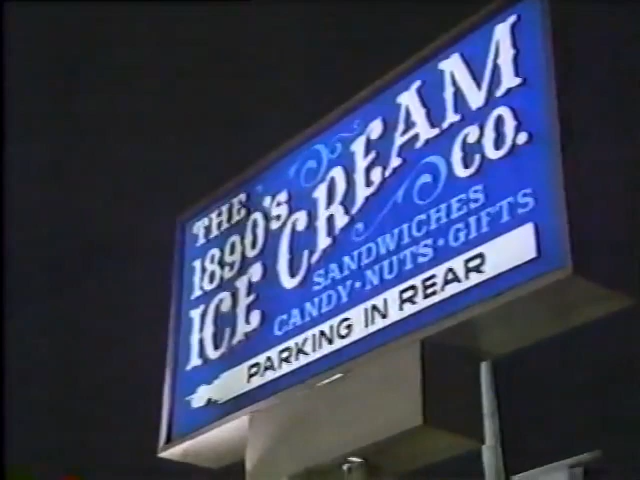 THE
1890's
ICE CREAM
CO.
SANDWICHES
CANDY·NUTS·GIFTS
PARKING IN REAR